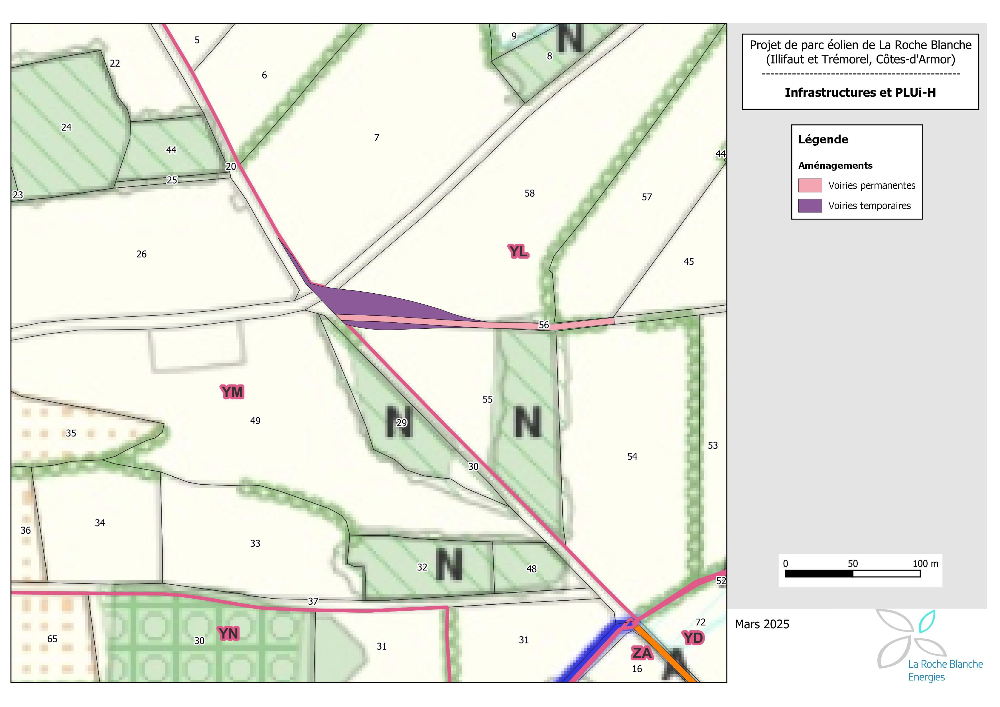 Projet de parc éolien de La Roche Blanche
(Illifaut et Trémorel, Côtes-d'Armor)
--------------------------------------------
Infrastructures et PLUi-H
Légende
Aménagements
Voiries permanentes
Voiries temporaires
5
9
N
8
22
6
24
7
44
44
20
25
23
58
57
26
YL
45
56
YM
55
49
N
29
N
35
53
54
30
34
36
33
32
N
48
52
37
72
YN
YD
65
30
31
31
ZA
16
A
0 50 100 m
Mars 2025
La Roche Blanche
Energies